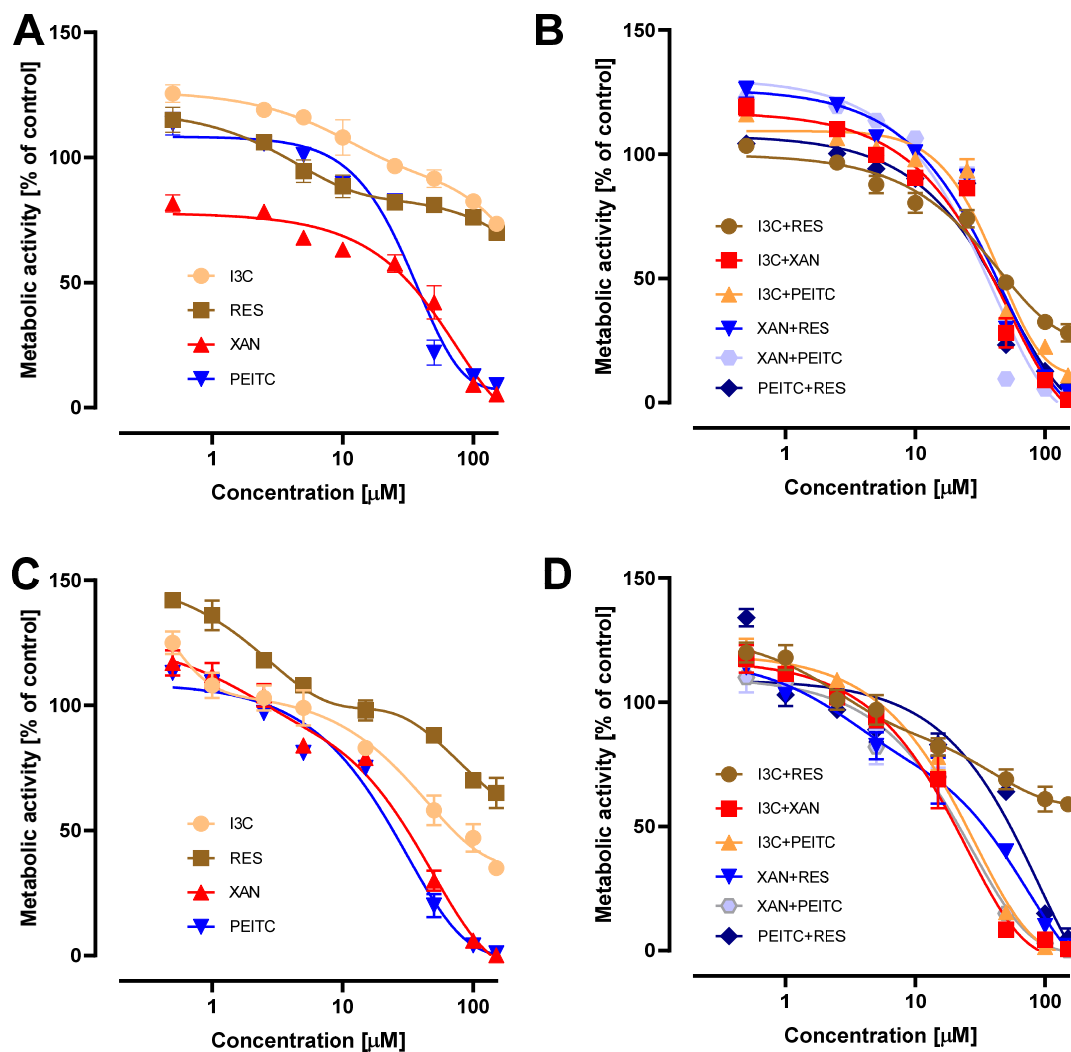 A
Metabolic activity [% of control]
150
100
50
0
I3C
RES
XAN
PEITC
1
10
100
Concentration [µM]
B
Metabolic activity [% of control]
150
100
50
0
I3C+RES
I3C+XAN
I3C+PEITC
XAN+RES
XAN+PEITC
PEITC+RES
1
10
100
Concentration [µM]
C
Metabolic activity [% of control]
150
100
50
0
I3C
RES
XAN
PEITC
1
10
100
Concentration [µM]
D
Metabolic activity [% of control]
150
100
50
0
I3C+RES
I3C+XAN
I3C+PEITC
XAN+RES
XAN+PEITC
PEITC+RES
1
10
100
Concentration [µM]